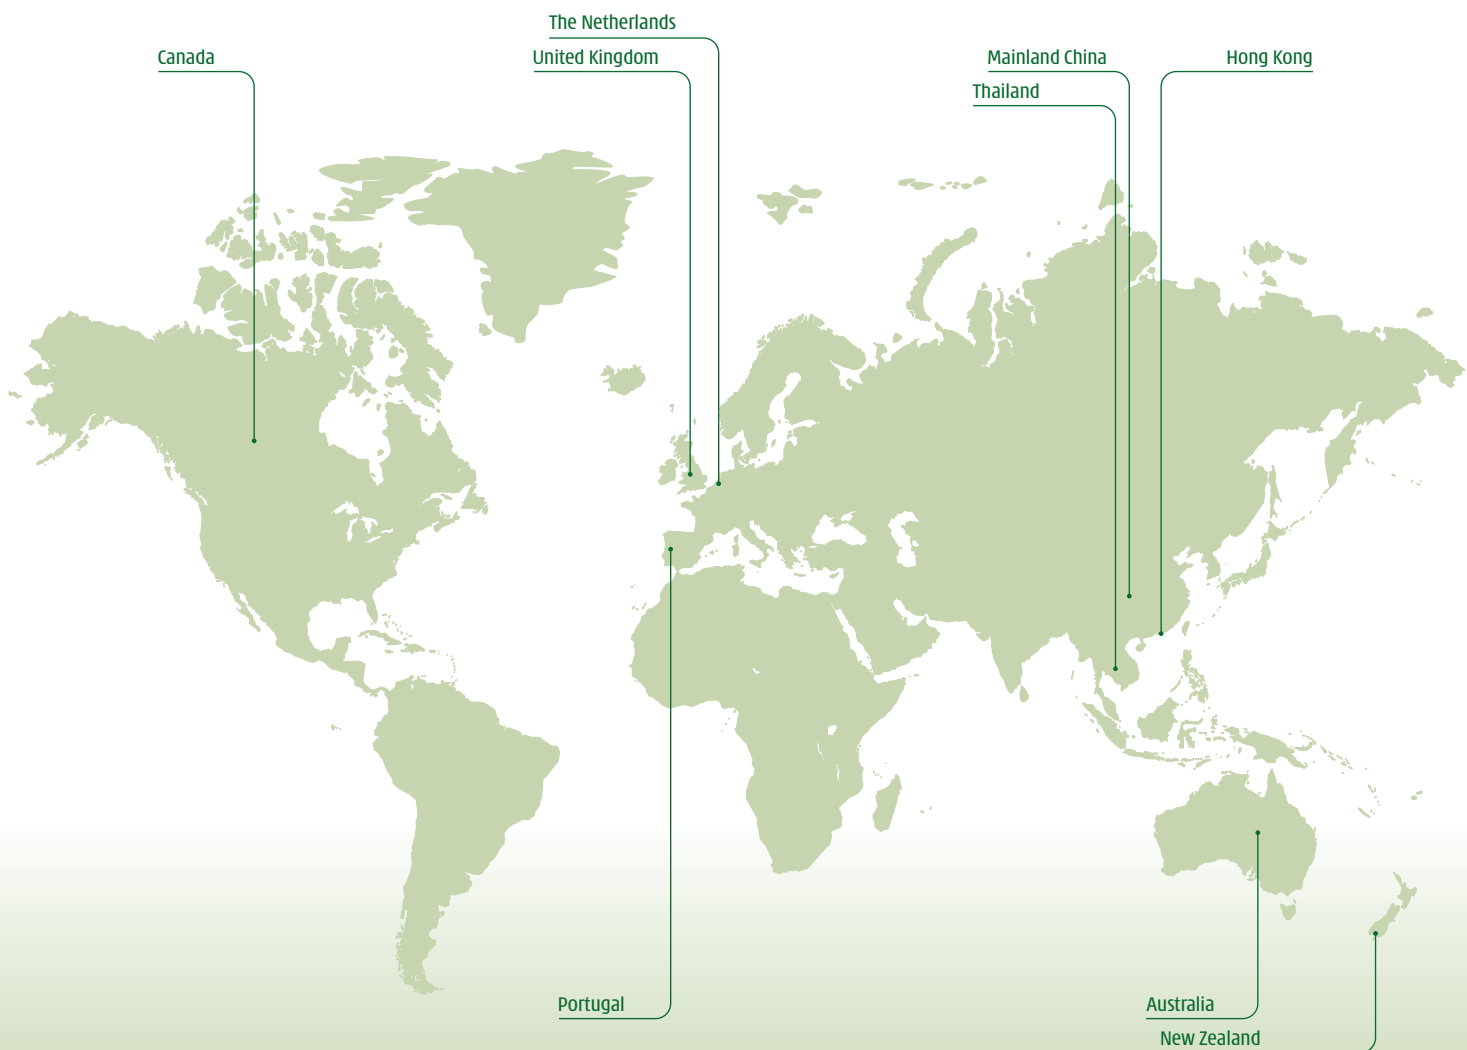 The Netherlands
Canada
United Kingdom
Mainland China
Hong Kong
Thailand
Portugal
Australia
New Zealand